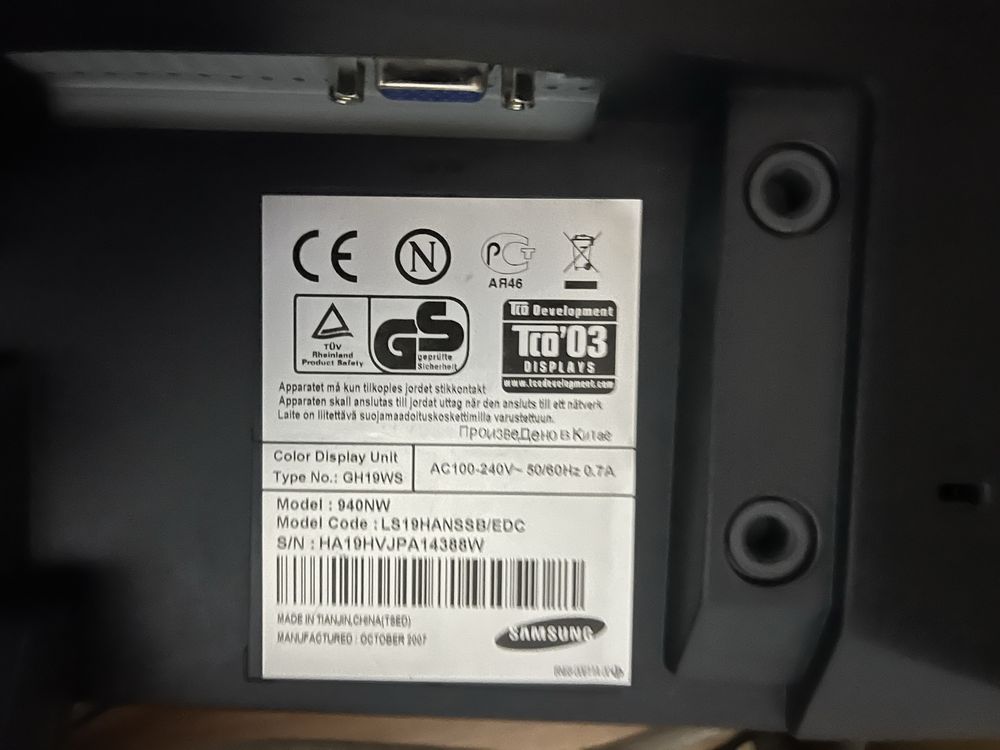 CE N PCT
АЯ46
TÜV
Rheinland
Product Safety
GS
geprüfte
Sicherheit
TCO Development
TCO'03
DISPLAYS
www.tcodevelopment.com
Apparatet må kun tilkoples jordet stikkontakt
Apparaten skall anslutas till jordat uttag när den ansluts till ett nätverk
Laite on liitettävä suojamaadoituskoskettimilla varustettuun.
Произведено в Китае
Color Display Unit
Type No.: GH19WS
AC100-240V~ 50/60Hz 0.7A
Model : 940NW
Model Code : LS19HANSSB/EDC
S/N : HA19HVJPA14388W
MADE IN TIANJIN,CHINA(TSED)
MANUFACTURED : OCTOBER 2007
SAMSUNG